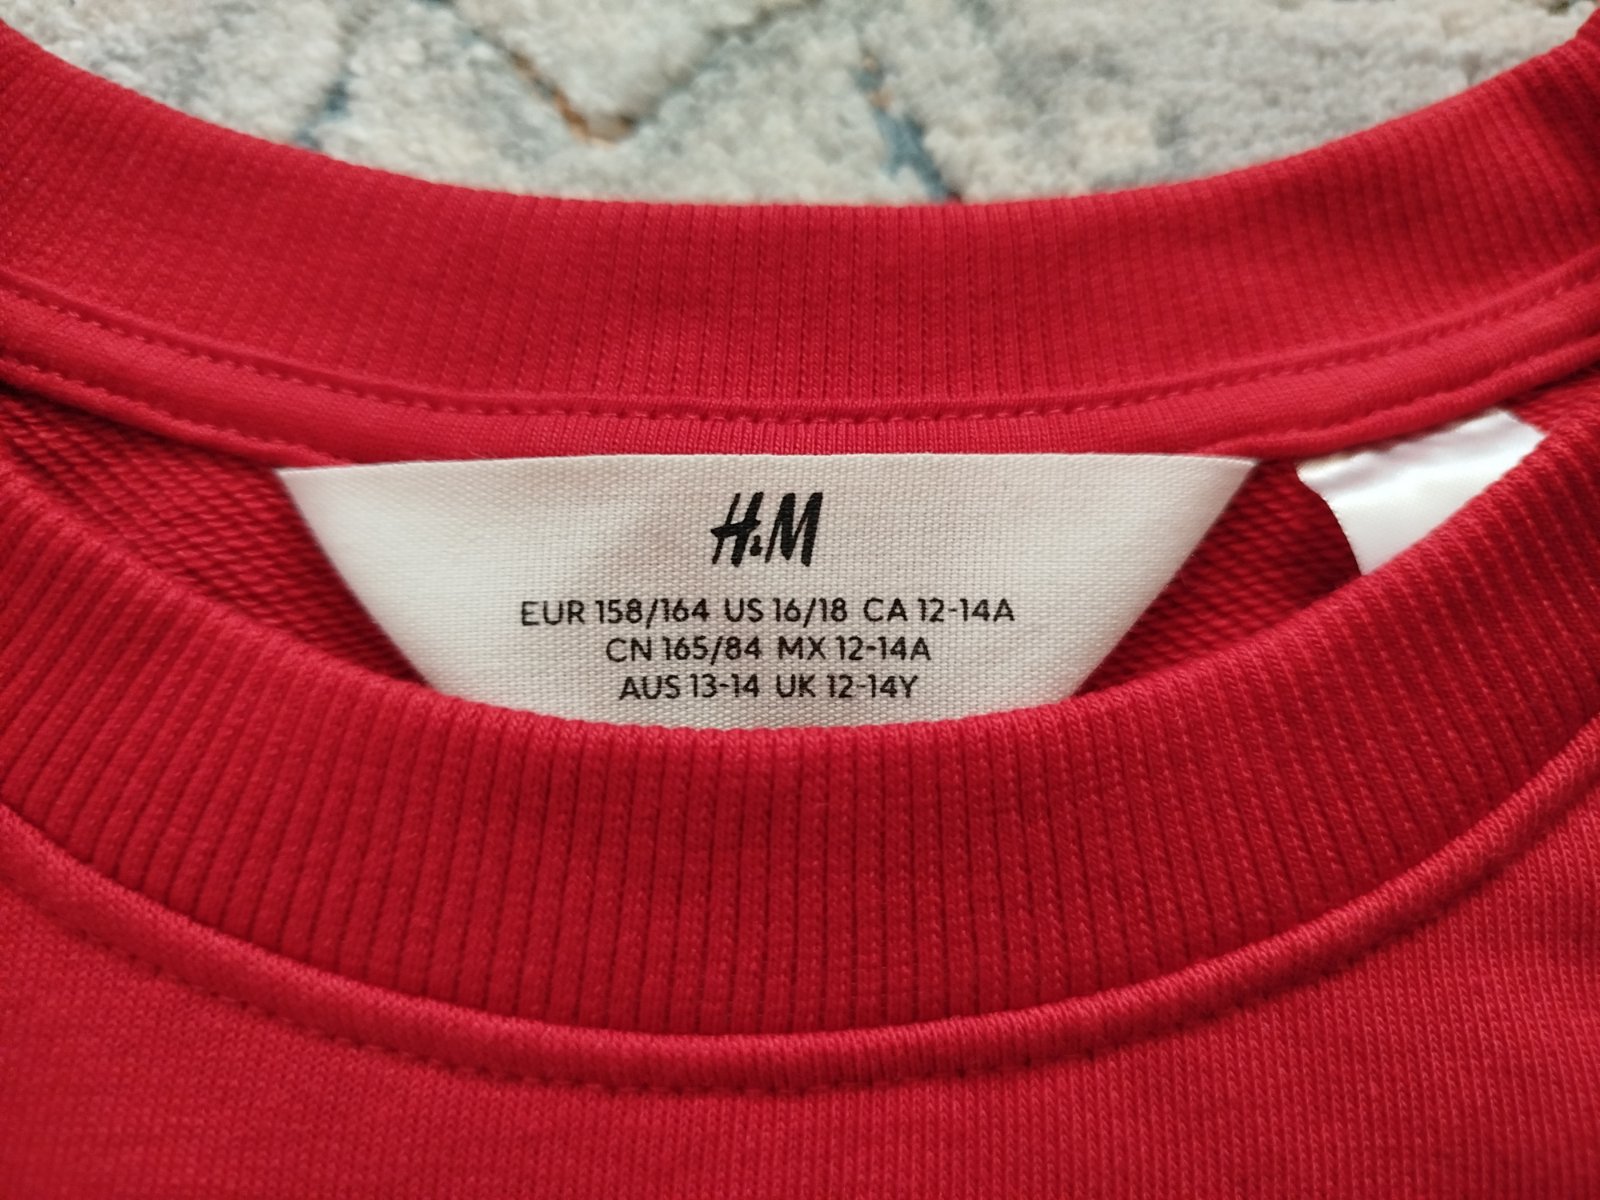 H&M
EUR 158/164 US 16/18 CA 12-14A
CN 165/84 MX 12-14A
AUS 13-14 UK 12-14Y